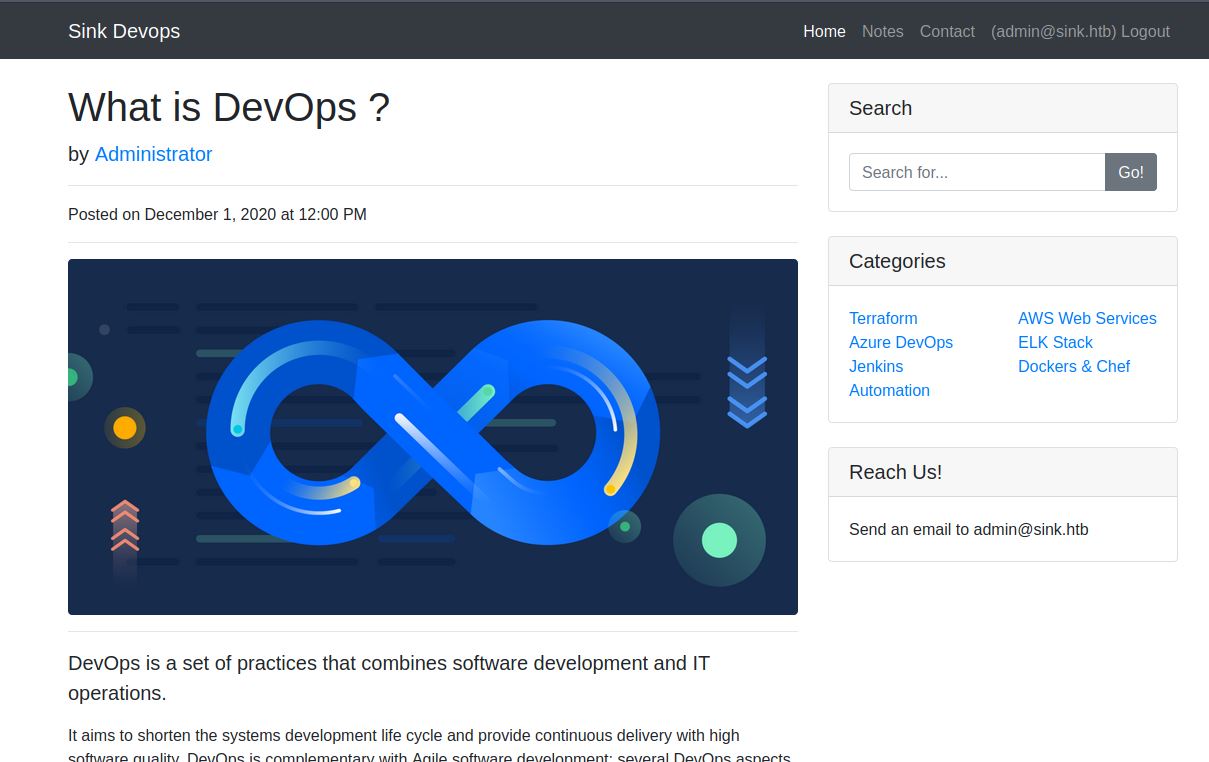 Sink Devops
Home Notes Contact (admin@sink.htb) Logout
What is DevOps ?
by Administrator
Posted on December 1, 2020 at 12:00 PM
DevOps is a set of practices that combines software development and IT
operations.
It aims to shorten the systems development life cycle and provide continuous delivery with high
software quality. DevOps is complementary with Agile software development; several DevOps aspects
Search
Search for... Go!
Categories
Terraform AWS Web Services
Azure DevOps ELK Stack
Jenkins Dockers & Chef
Automation
Reach Us!
Send an email to admin@sink.htb